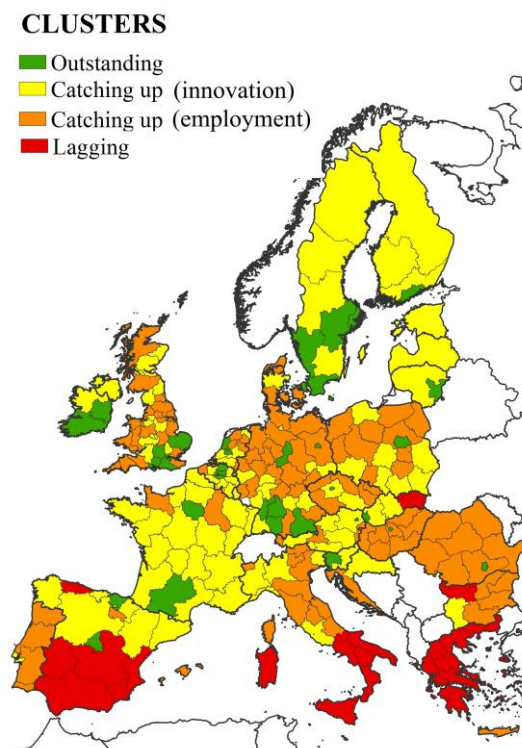 CLUSTERS
Outstanding
Catching up (innovation)
Catching up (employment)
Lagging